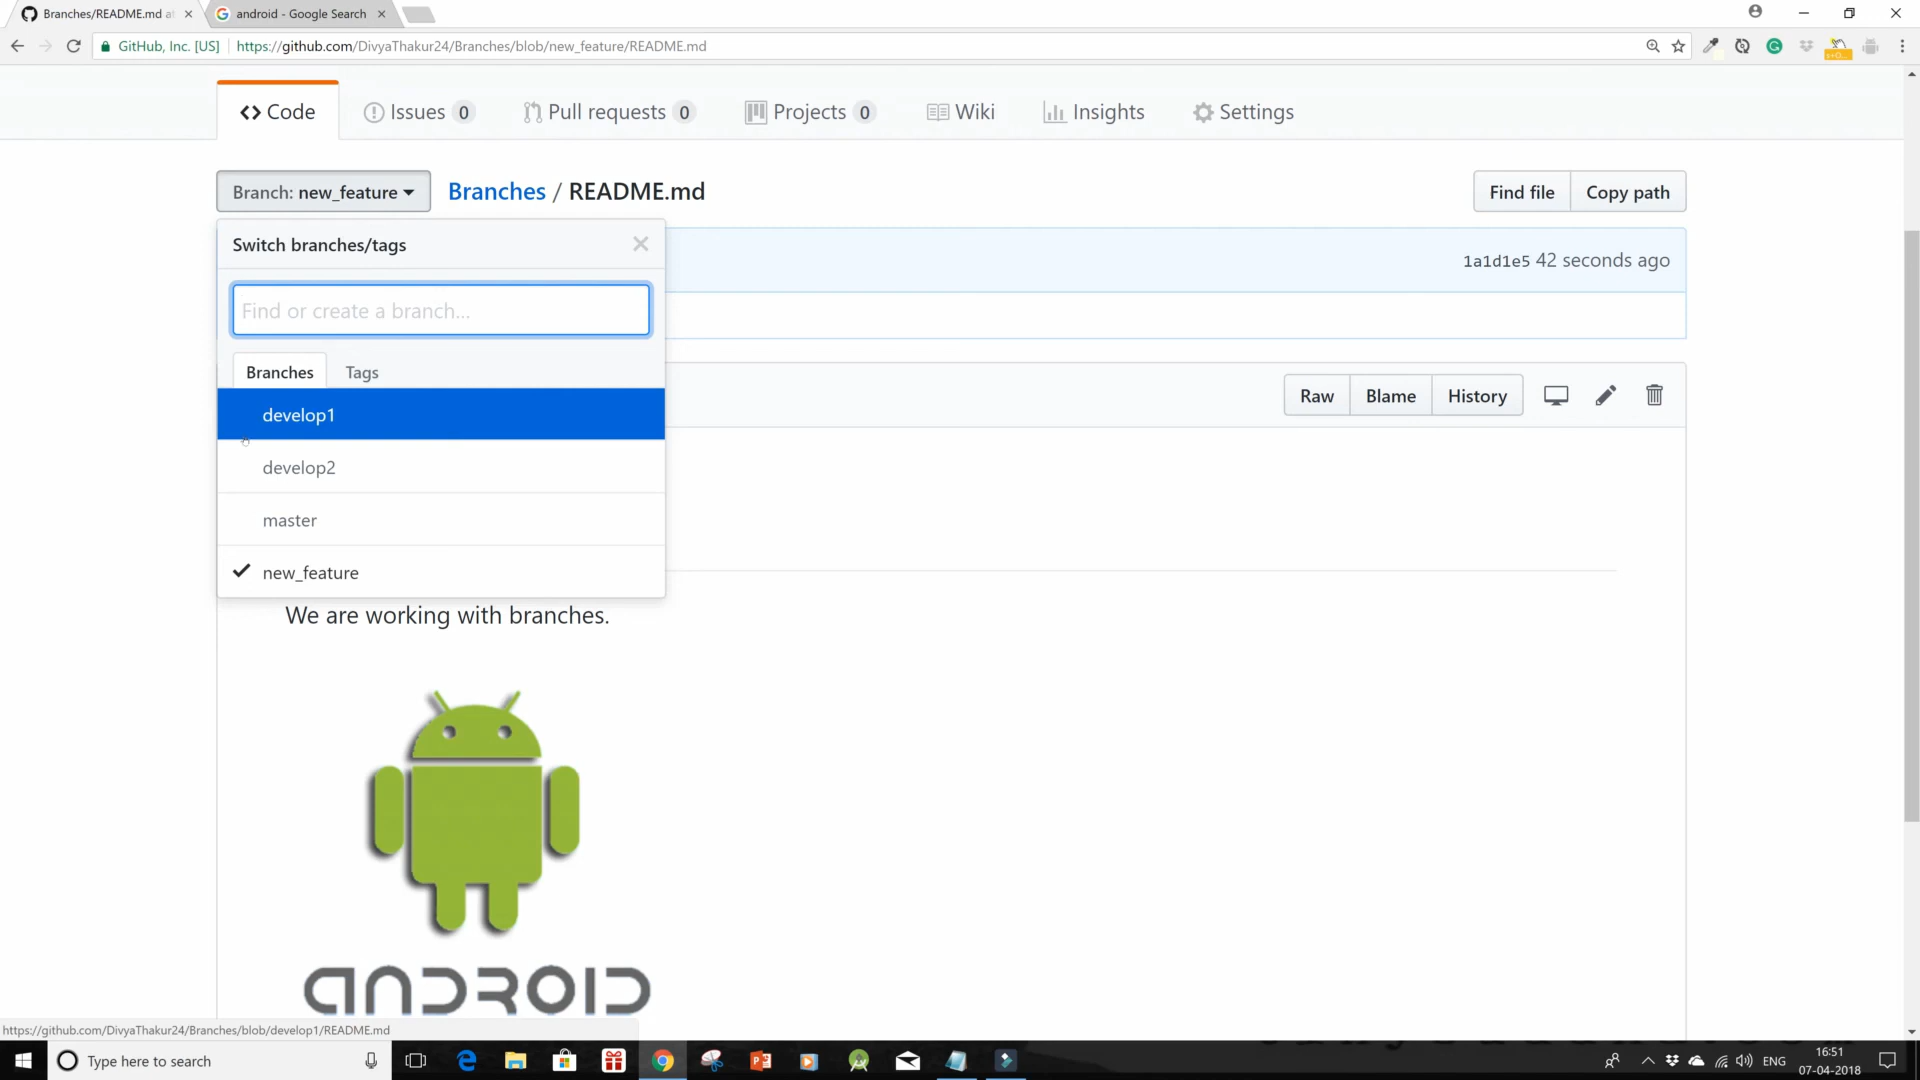 Branches/README.md at
android - Google Search
GitHub, Inc. [US]
https://github.com/DivyaThakur24/Branches/blob/new_feature/README.md
Code
Issues 0
Pull requests 0
Projects 0
Wiki
Insights
Settings
Branch: new_feature
Branches / README.md
Find file
Copy path
Switch branches/tags
1a1d1e5 42 seconds ago
Find or create a branch...
Branches
Tags
Raw
Blame
History
develop1
develop2
master
new_feature
We are working with branches.
ANDROID
https://github.com/DivyaThakur24/Branches/blob/develop1/README.md
Type here to search
ENG
16:51
07-04-2018